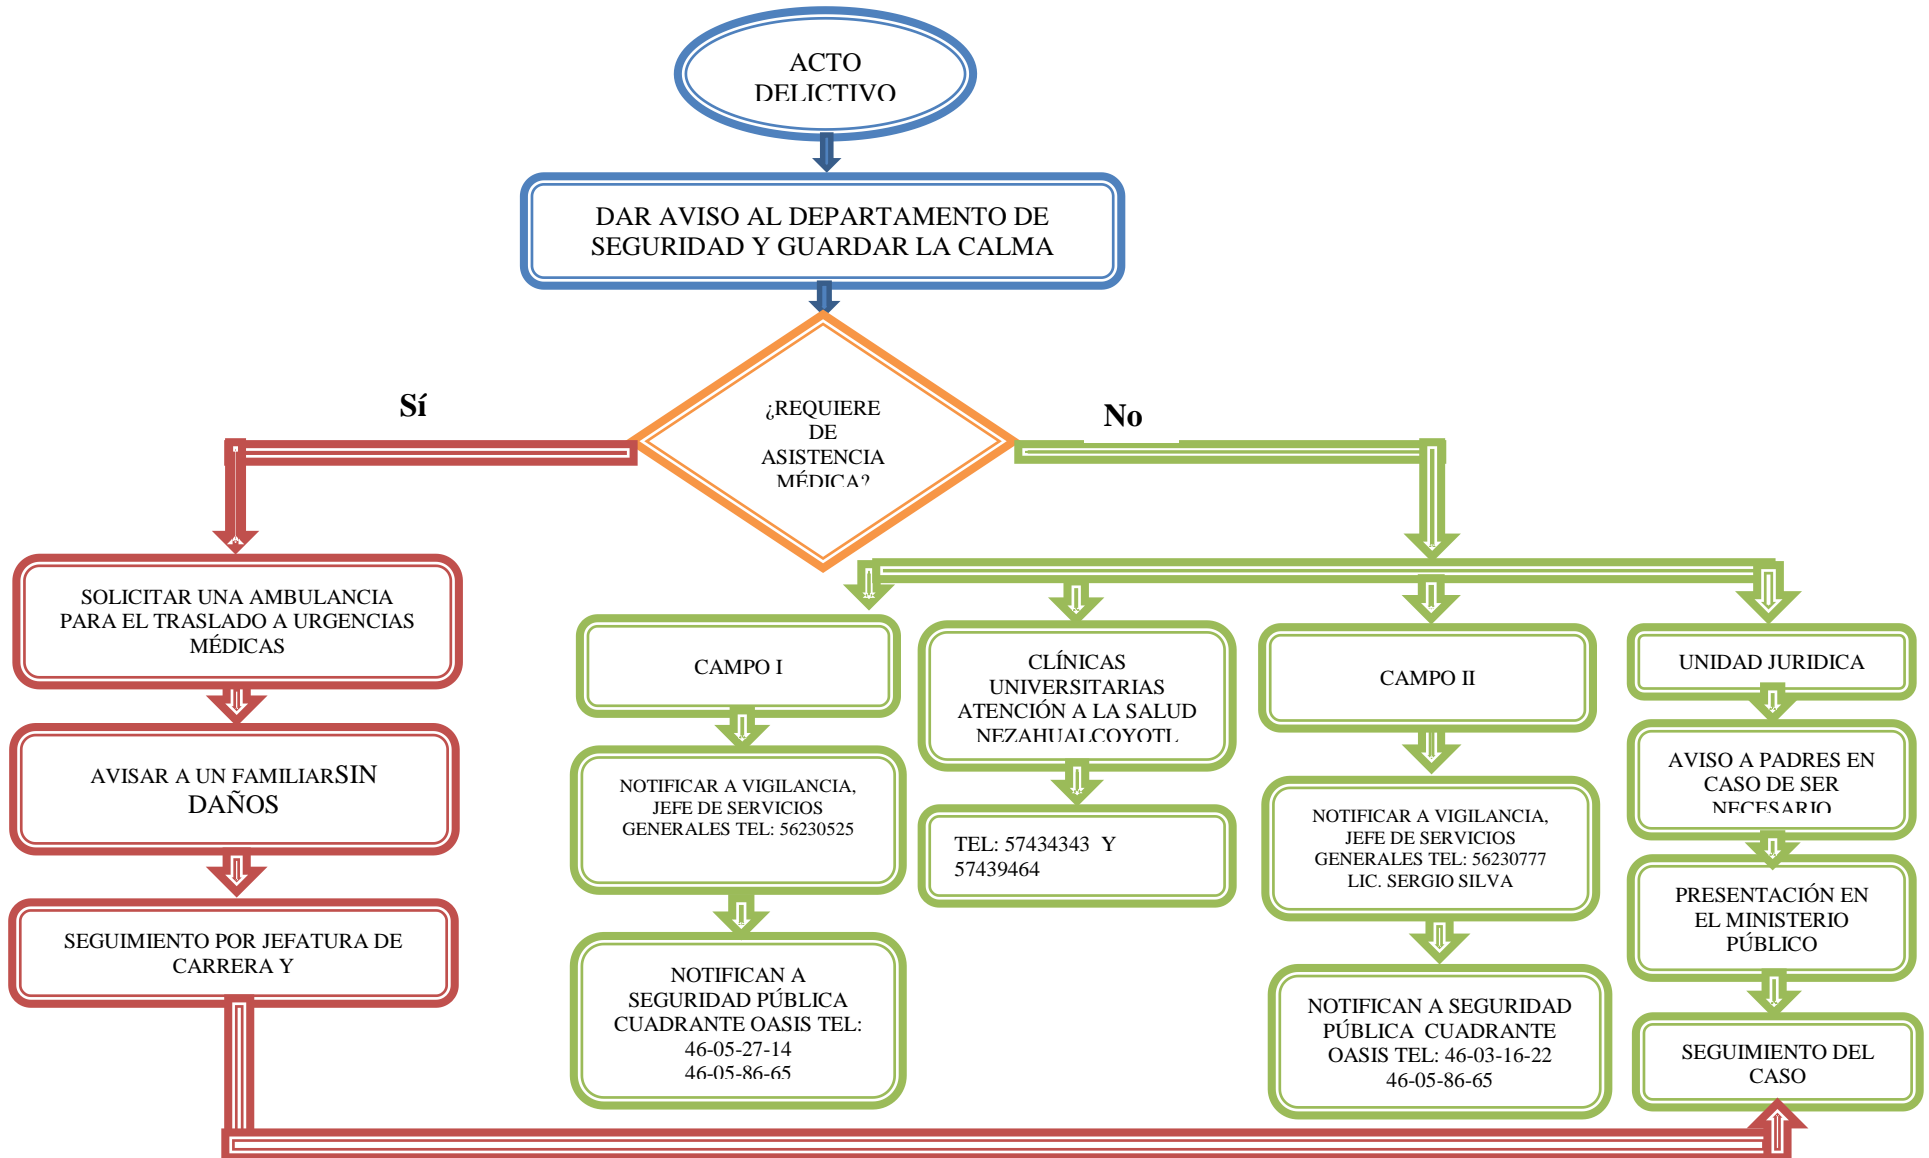 ACTO
DELICTIVO
DAR AVISO AL DEPARTAMENTO DE
SEGURIDAD Y GUARDAR LA CALMA
¿REQUIERE
DE
ASISTENCIA
MÉDICA?
Sí
No
SOLICITAR UNA AMBULANCIA
PARA EL TRASLADO A URGENCIAS
MÉDICAS
AVISAR A UN FAMILIARSIN
DAÑOS
SEGUIMIENTO POR JEFATURA DE
CARRERA Y
CAMPO I
NOTIFICAR A VIGILANCIA,
JEFE DE SERVICIOS
GENERALES TEL: 56230525
NOTIFICAN A
SEGURIDAD PÚBLICA
CUADRANTE OASIS TEL:
46-05-27-14
46-05-86-65
CLÍNICAS
UNIVERSITARIAS
ATENCIÓN A LA SALUD
NEZAHUALCOYOTL
TEL: 57434343 Y
57439464
CAMPO II
NOTIFICAR A VIGILANCIA,
JEFE DE SERVICIOS
GENERALES TEL: 56230777
LIC. SERGIO SILVA
NOTIFICAN A SEGURIDAD
PÚBLICA CUADRANTE
OASIS TEL: 46-03-16-22
46-05-86-65
UNIDAD JURIDICA
AVISO A PADRES EN
CASO DE SER
NECESARIO
PRESENTACIÓN EN
EL MINISTERIO
PÚBLICO
SEGUIMIENTO DEL
CASO